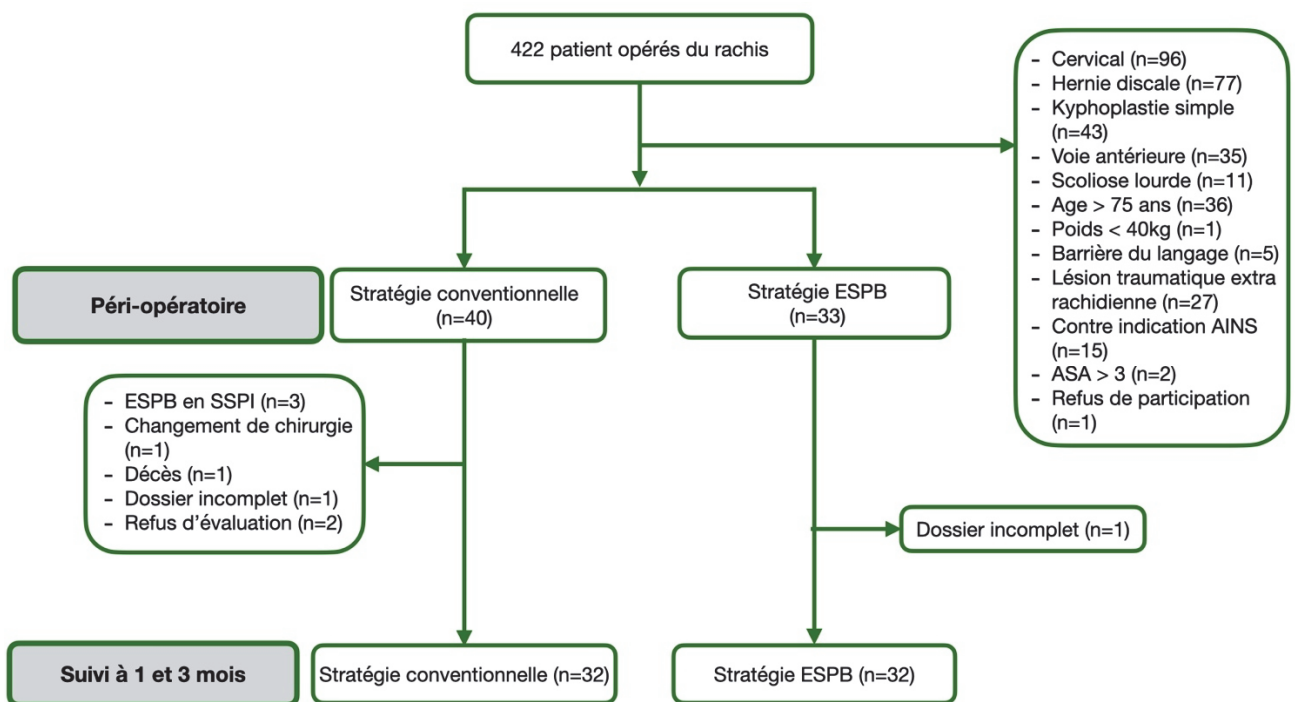 422 patient opérés du rachis
- Cervical (n=96)
- Hernie discale (n=77)
- Kyphoplastie simple
(n=43)
- Voie antérieure (n=35)
- Scoliose lourde (n=11)
- Age > 75 ans (n=36)
- Poids < 40kg (n=1)
- Barrière du langage (n=5)
- Lésion traumatique extra
rachidienne (n=27)
- Contre indication AINS
(n=15)
- ASA > 3 (n=2)
- Refus de participation
(n=1)
Péri-opératoire
Stratégie conventionnelle
(n=40)
Stratégie ESPB
(n=33)
- ESPB en SSPI (n=3)
- Changement de chirurgie
(n=1)
- Décès (n=1)
- Dossier incomplet (n=1)
- Refus d'évaluation (n=2)
Dossier incomplet (n=1)
Suivi à 1 et 3 mois
Stratégie conventionnelle (n=32)
Stratégie ESPB (n=32)